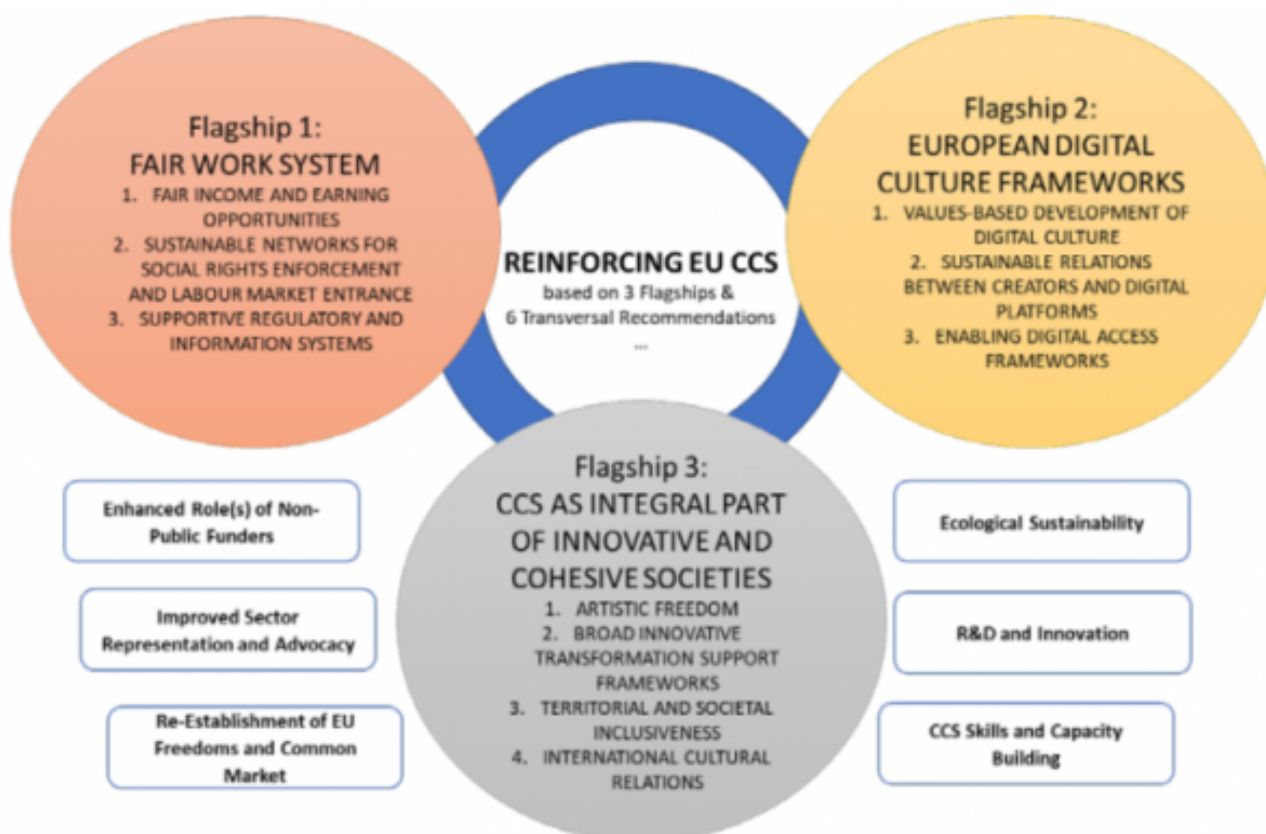 Flagship 1:
FAIR WORK SYSTEM
1. FAIR INCOME AND EARNING
OPPORTUNITIES
2. SUSTAINABLE NETWORKS FOR
SOCIAL RIGHTS ENFORCEMENT
AND LABOUR MARKET ENTRANCE
3. SUPPORTIVE REGULATORY AND
INFORMATION SYSTEMS
REINFORCING EU CCS
based on 3 Flagships &
6 Transversal Recommendations
...
Flagship 2:
EUROPEAN DIGITAL
CULTURE FRAMEWORKS
1. VALUES-BASED DEVELOPMENT OF
DIGITAL CULTURE
2. SUSTAINABLE RELATIONS
BETWEEN CREATORS AND DIGITAL
PLATFORMS
3. ENABLING DIGITAL ACCESS
FRAMEWORKS
Flagship 3:
CCS AS INTEGRAL PART
OF INNOVATIVE AND
COHESIVE SOCIETIES
1. ARTISTIC FREEDOM
2. BROAD INNOVATIVE
TRANSFORMATION SUPPORT
FRAMEWORKS
3. TERRITORIAL AND SOCIETAL
INCLUSIVENESS
4. INTERNATIONAL CULTURAL
RELATIONS
Enhanced Role(s) of Non-
Public Funders
Improved Sector
Representation and Advocacy
Re-Establishment of EU
Freedoms and Common
Market
Ecological Sustainability
R&D and Innovation
CCS Skills and Capacity
Building